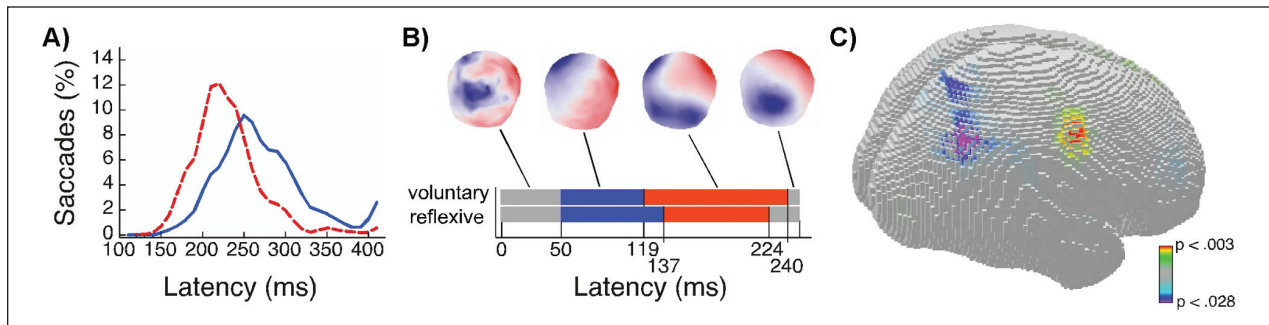 A)
Saccades (%)
14
12
10
8
6
4
2
0
100 150 200 250 300 350 400
Latency (ms)
B)
voluntary
reflexive
0 50 119 224
137 240
Latency (ms)
C)
p < .003
p < .028